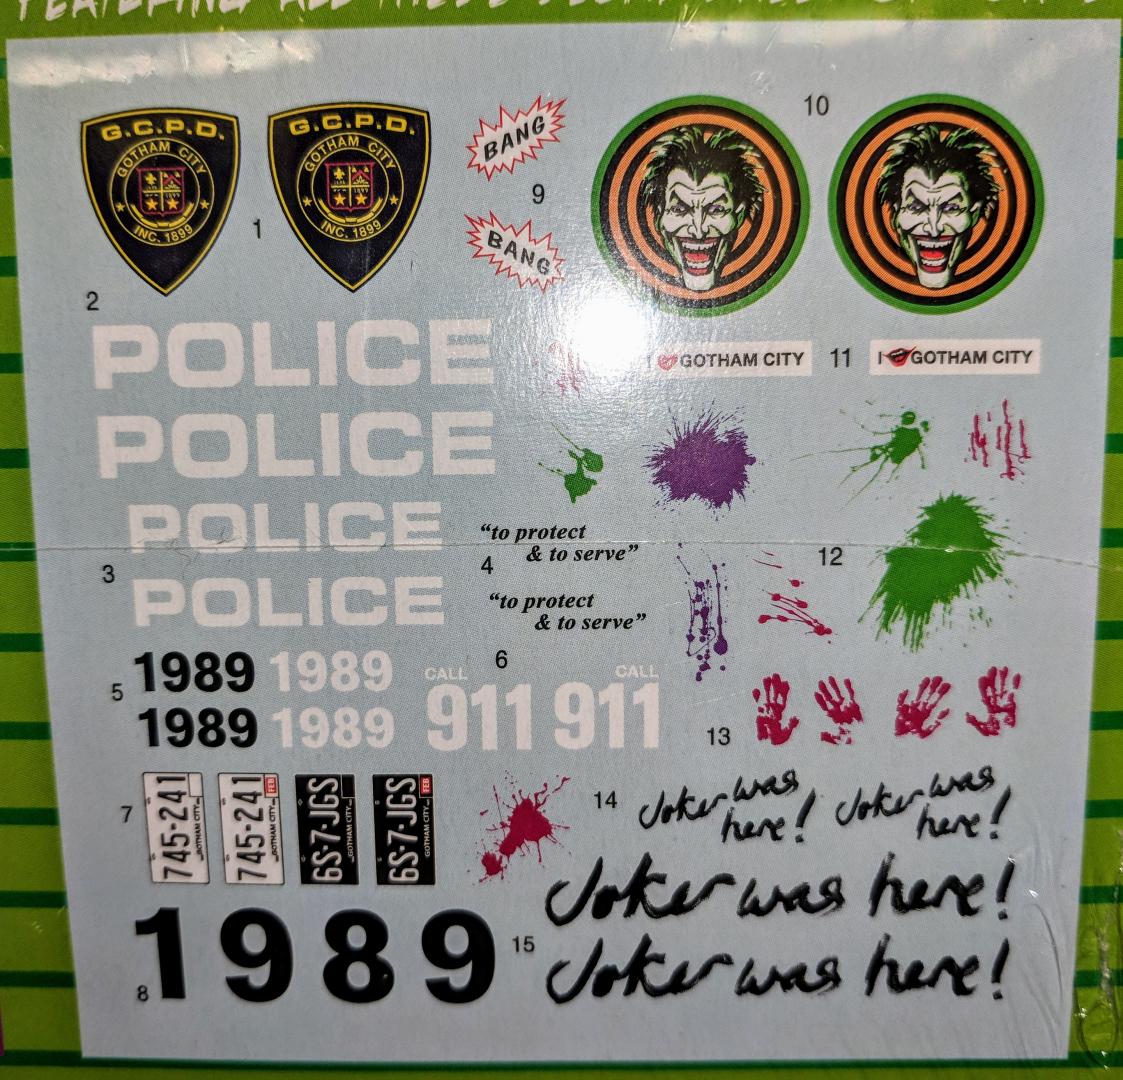 G.C.P.D.
GOTHAM CITY
INC. 1899
G.C.P.D.
GOTHAM CITY
INC. 1899
1
BANG
9
BANG
10
2
POLICE
POLICE
I GOTHAM CITY
11
I GOTHAM CITY
3
POLICE
POLICE
"to protect
& to serve"
4
"to protect
& to serve"
12
5
1989 1989
1989 1989
6
CALL
911
CALL
911
13
7
745-241
GOTHAM CITY
745-241
FEB
GOTHAM CITY
6S-7-JGS
GOTHAM CITY
6S-7-JGS
FEB
GOTHAM CITY
14
Joker was
here!
Joker was
here!
8
1989
Joker was here!
15
Joker was here!